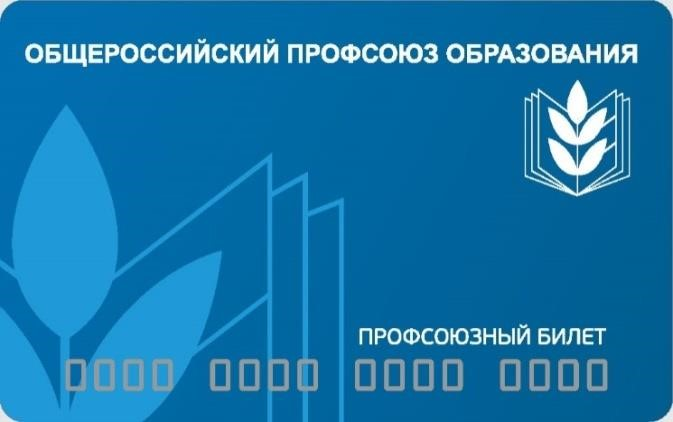 ОБЩЕРОССИЙСКИЙ ПРОФСОЮЗ ОБРАЗОВАНИЯ
ПРОФСОЮЗНЫЙ БИЛЕТ
0000 0000 0000 0000